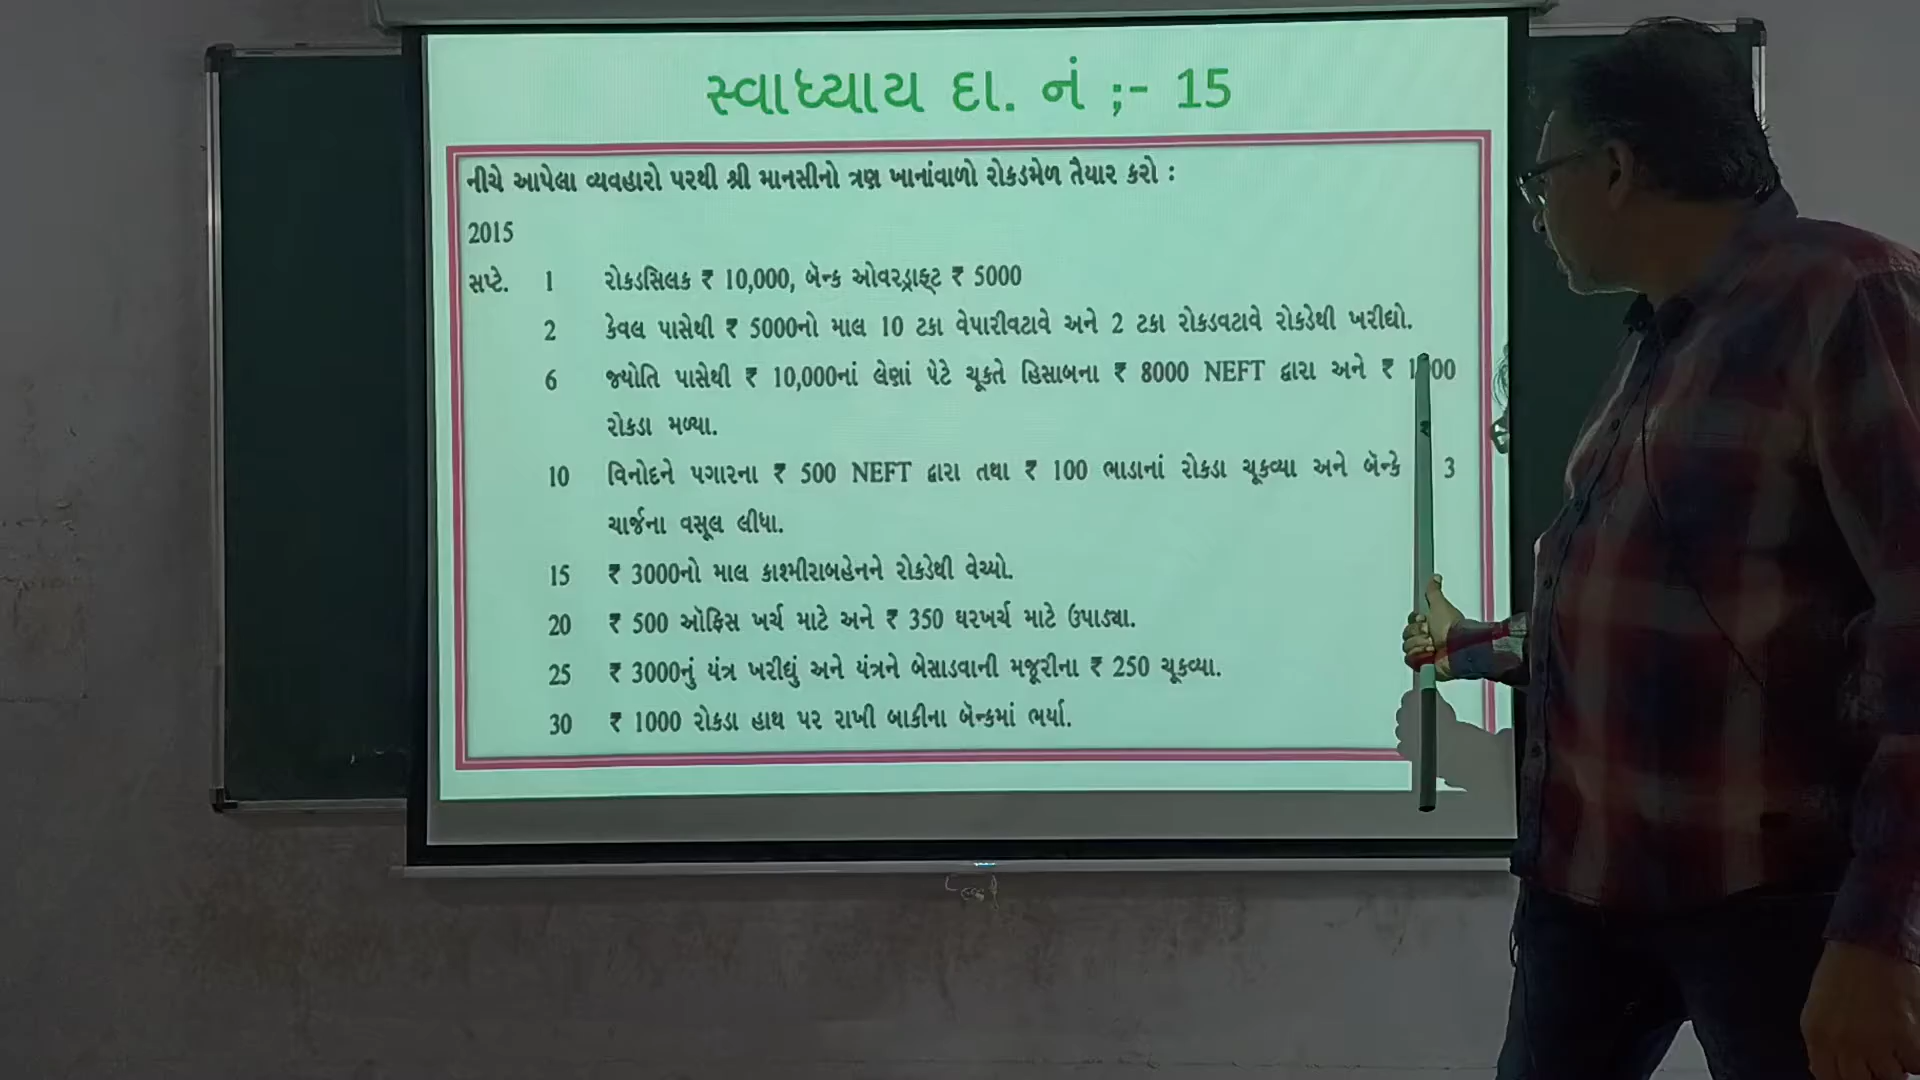 સ્વાધ્યાય દા. નં ;- 15
નીચે આપેલા વ્યવહારો પરથી શ્રી માનસીનો ત્રણ ખાનાંવાળો રોકડમેળ તૈયાર કરો :
2015
સપ્ટે. 1 રોકડસિલક ₹ 10,000, બૅન્ક ઓવરડ્રાફ્ટ ₹ 5000
2 કેવલ પાસેથી ₹ 5000નો માલ 10 ટકા વેપારીવટાવે અને 2 ટકા રોકડવટાવે રોકડેથી ખરીદ્યો.
6 જ્યોતિ પાસેથી ₹ 10,000નાં લેણાં પેટે ચૂકતે હિસાબના ₹ 8000 NEFT દ્વારા અને ₹
રોકડા મળ્યા.
10 વિનોદને પગારના ₹ 500 NEFT દ્વારા તથા ₹ 100 ભાડાનાં રોકડા ચૂકવ્યા અને બૅન્કે ₹ 3
ચાર્જના વસૂલ લીધા.
15 ₹ 3000નો માલ કાશ્મીરાબહેનને રોકડેથી વેચ્યો.
20 ₹ 500 ઑફિસ ખર્ચ માટે અને ₹ 350 ઘરખર્ચ માટે ઉપાડ્યા.
25 ₹ 3000નું યંત્ર ખરીદ્યું અને યંત્રને બેસાડવાની મજૂરીના ₹ 250 ચૂકવ્યા.
30 ₹ 1000 રોકડા હાથ પર રાખી બાકીના બૅન્કમાં ભર્યા.